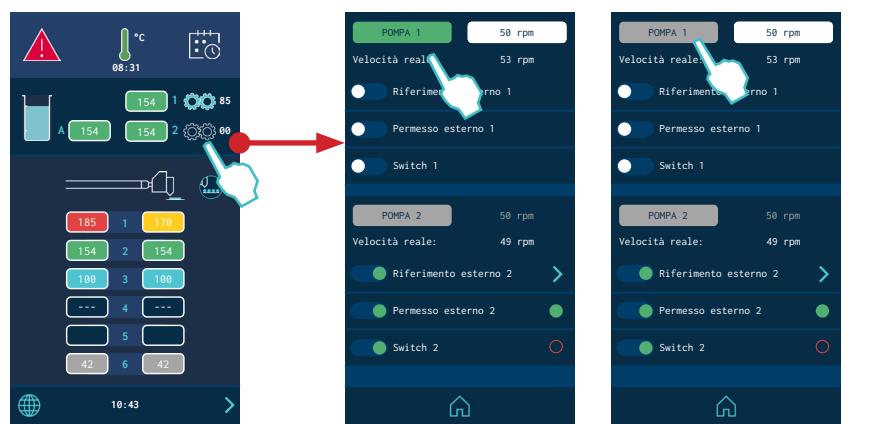 °C
08:31
154 1 85
A 154 154 2 00
185 1 170
154 2 154
100 3 100
--- 4 ---
5
42 6 42
10:43
POMPA 1 50 rpm
Velocità reale: 53 rpm
Riferimento esterno 1
Permesso esterno 1
Switch 1
POMPA 2 50 rpm
Velocità reale: 49 rpm
Riferimento esterno 2
Permesso esterno 2
Switch 2
POMPA 1 50 rpm
Velocità reale: 53 rpm
Riferimento esterno 1
Permesso esterno 1
Switch 1
POMPA 2 50 rpm
Velocità reale: 49 rpm
Riferimento esterno 2
Permesso esterno 2
Switch 2